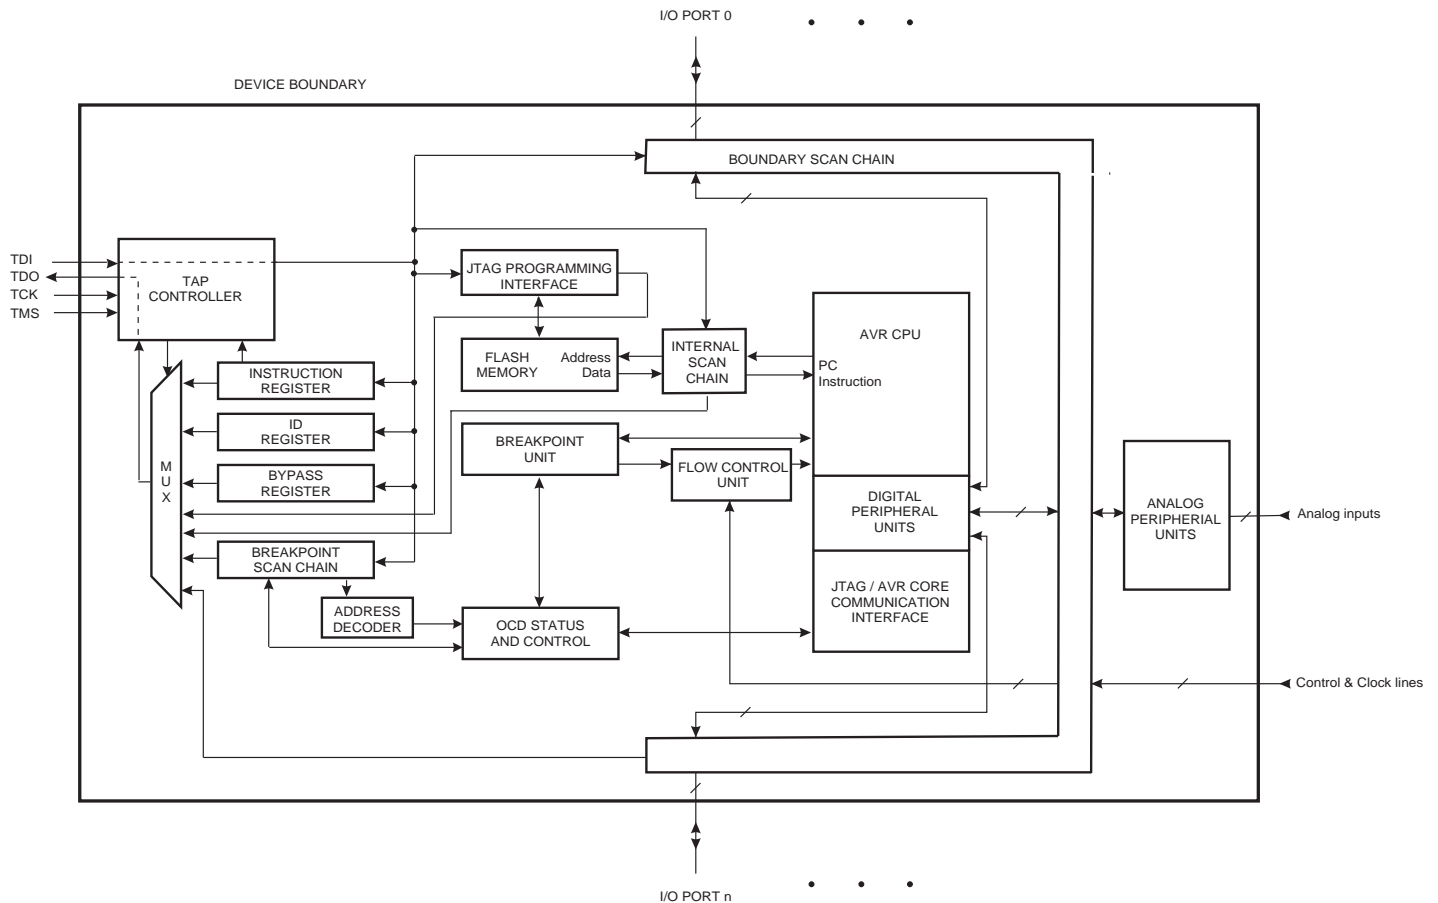 I/O PORT 0
DEVICE BOUNDARY
BOUNDARY SCAN CHAIN
TDI
TDO
TCK
TMS
TAP
CONTROLLER
JTAG PROGRAMMING
INTERFACE
AVR CPU
FLASH
MEMORY
Address
Data
INTERNAL
SCAN
CHAIN
PC
Instruction
INSTRUCTION
REGISTER
ID
REGISTER
BREAKPOINT
UNIT
FLOW CONTROL
UNIT
M
U
X
BYPASS
REGISTER
DIGITAL
PERIPHERAL
UNITS
ANALOG
PERIPHERIAL
UNITS
Analog inputs
BREAKPOINT
SCAN CHAIN
ADDRESS
DECODER
OCD STATUS
AND CONTROL
JTAG / AVR CORE
COMMUNICATION
INTERFACE
Control & Clock lines
I/O PORT n